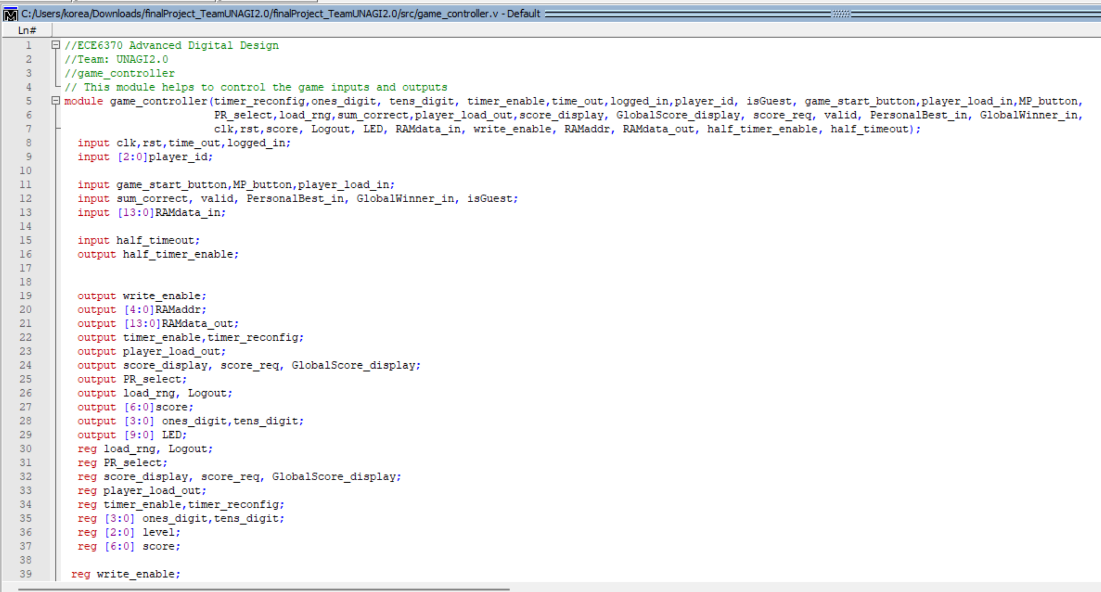 C:/Users/korea/Downloads/finalProject_TeamUNAGI2.0/finalProject_TeamUNAGI2.0/src/game_controller.v - Default
Ln#
1 //ECE6370 Advanced Digital Design
2 //Team: UNAGI2.0
3 //game_controller
4 // This module helps to control the game inputs and outputs
5 module game_controller(timer_reconfig,ones_digit, tens_digit, timer_enable,time_out,logged_in,player_id, isGuest, game_start_button,player_load_in,MP_button,
6 PR_select,load_rng,sum_correct,player_load_out,score_display, GlobalScore_display, score_req, valid, PersonalBest_in, GlobalWinner_in,
7 clk,rst,score, Logout, LED, RAMdata_in, write_enable, RAMaddr, RAMdata_out, half_timer_enable, half_timeout);
8 input clk,rst,time_out,logged_in;
9 input [2:0]player_id;
10
11 input game_start_button,MP_button,player_load_in;
12 input sum_correct, valid, PersonalBest_in, GlobalWinner_in, isGuest;
13 input [13:0]RAMdata_in;
14
15 input half_timeout;
16 output half_timer_enable;
17
18
19 output write_enable;
20 output [4:0]RAMaddr;
21 output [13:0]RAMdata_out;
22 output timer_enable,timer_reconfig;
23 output player_load_out;
24 output score_display, score_req, GlobalScore_display;
25 output PR_select;
26 output load_rng, Logout;
27 output [6:0]score;
28 output [3:0] ones_digit,tens_digit;
29 output [9:0] LED;
30 reg load_rng, Logout;
31 reg PR_select;
32 reg score_display, score_req, GlobalScore_display;
33 reg player_load_out;
34 reg timer_enable,timer_reconfig;
35 reg [3:0] ones_digit,tens_digit;
36 reg [2:0] level;
37 reg [6:0] score;
38
39 reg write_enable;